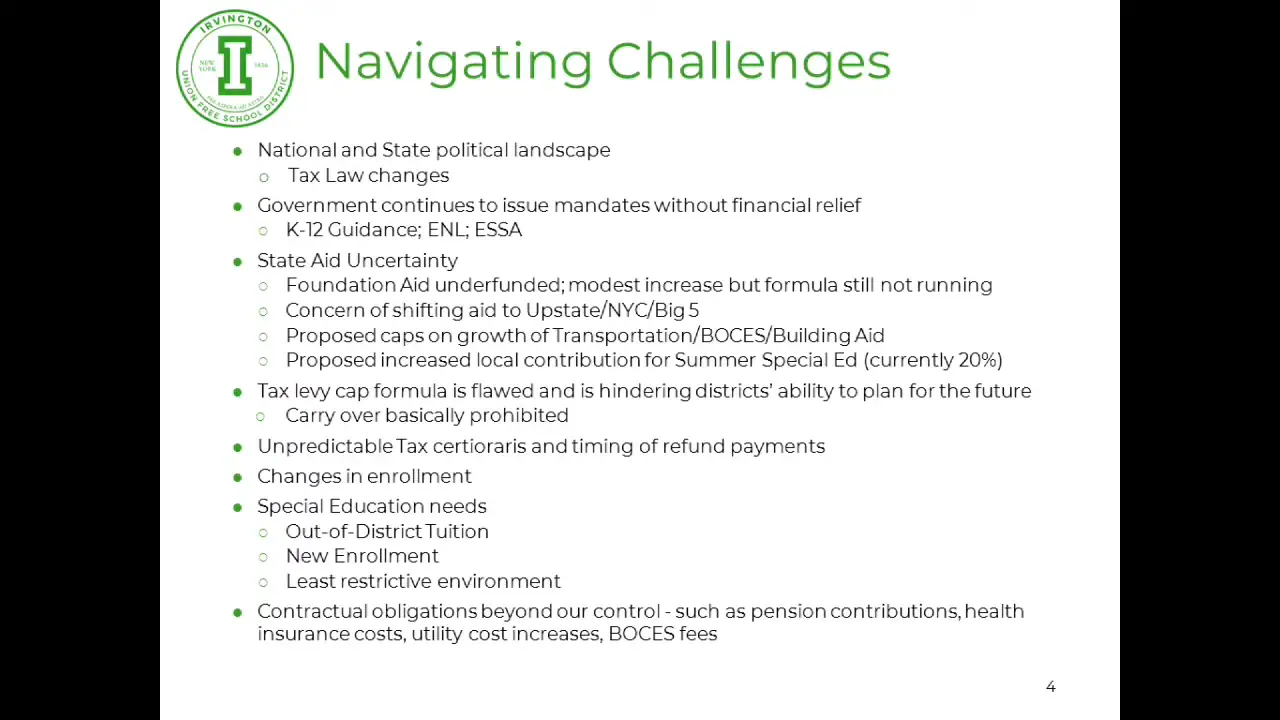 IRVINGTON
NEW YORK
1856
UNION FREE SCHOOL DISTRICT
Navigating Challenges
● National and State political landscape
○ Tax Law changes
● Government continues to issue mandates without financial relief
○ K-12 Guidance; ENL; ESSA
● State Aid Uncertainty
○ Foundation Aid underfunded; modest increase but formula still not running
○ Concern of shifting aid to Upstate/NYC/Big 5
○ Proposed caps on growth of Transportation/BOCES/Building Aid
○ Proposed increased local contribution for Summer Special Ed (currently 20%)
● Tax levy cap formula is flawed and is hindering districts' ability to plan for the future
○ Carry over basically prohibited
● Unpredictable Tax certioraris and timing of refund payments
● Changes in enrollment
● Special Education needs
○ Out-of-District Tuition
○ New Enrollment
○ Least restrictive environment
● Contractual obligations beyond our control - such as pension contributions, health
insurance costs, utility cost increases, BOCES fees
4